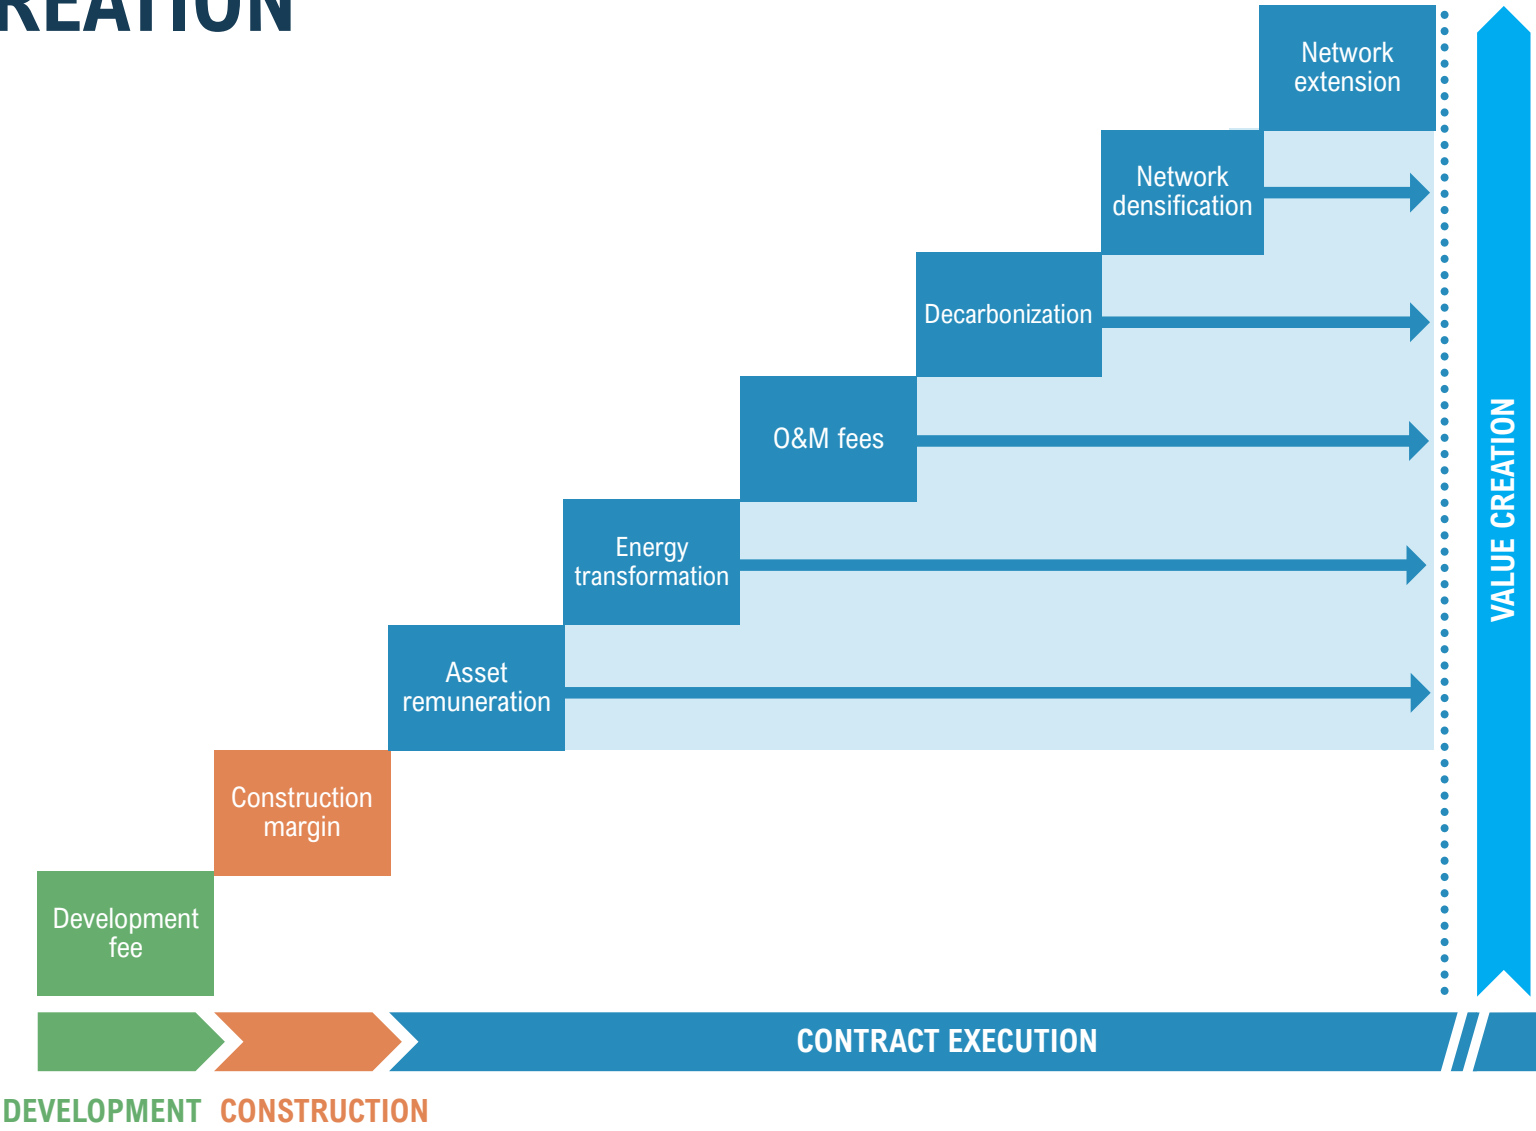 REATION
Network
extension
Network
densification
Decarbonization
O&M fees
Energy
transformation
Asset
remuneration
Construction
margin
Development
fee
VALUE CREATION
CONTRACT EXECUTION
DEVELOPMENT CONSTRUCTION